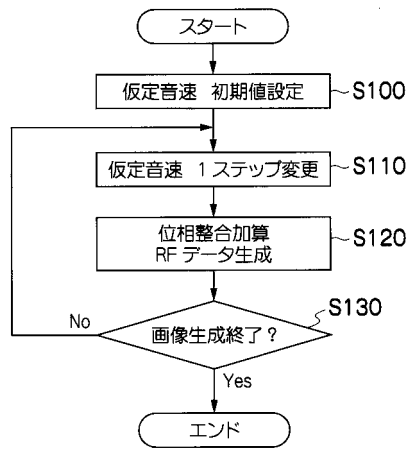 スタート
仮定音速 初期値設定
S100
仮定音速 1ステップ変更
S110
位相整合加算
RFデータ生成
S120
画像生成終了?
S130
No
Yes
エンド